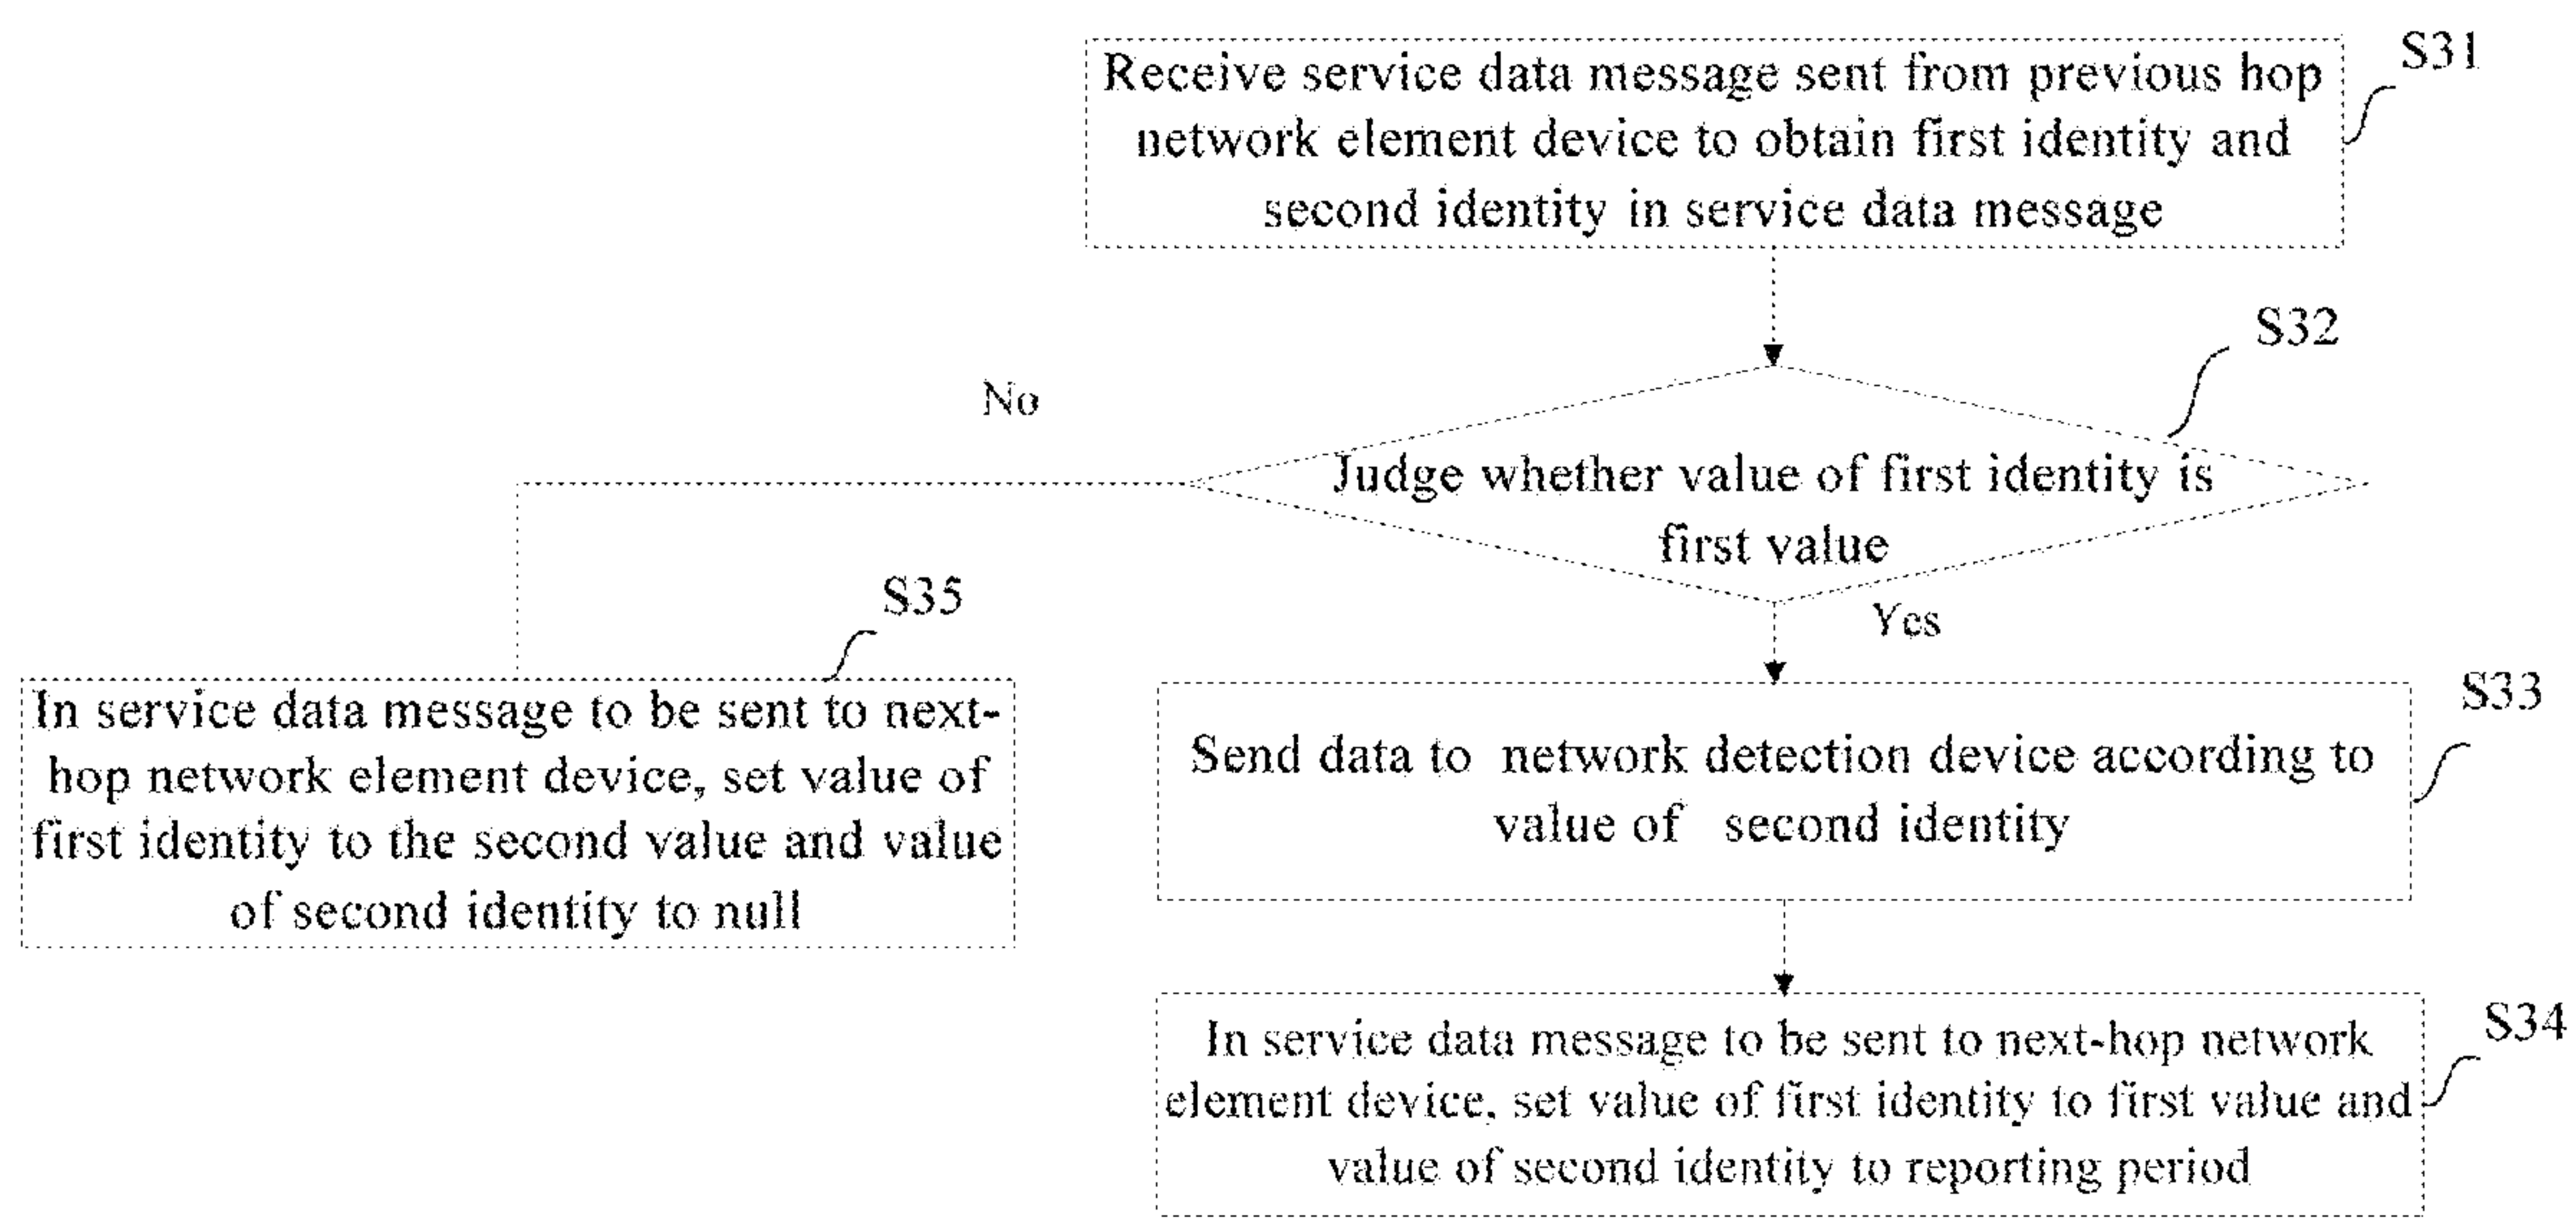 S31
Receive service data message sent from previous hop
network element device to obtain first identity and
second identity in service data message
S32
No
Judge whether value of first identity is
first value
Yes
S35
In service data message to be sent to next-
hop network element device, set value of
first identity to the second value and value
of second identity to null
S33
Send data to network detection device according to
value of second identity
S34
In service data message to be sent to next-hop network
element device, set value of first identity to first value and
value of second identity to reporting period